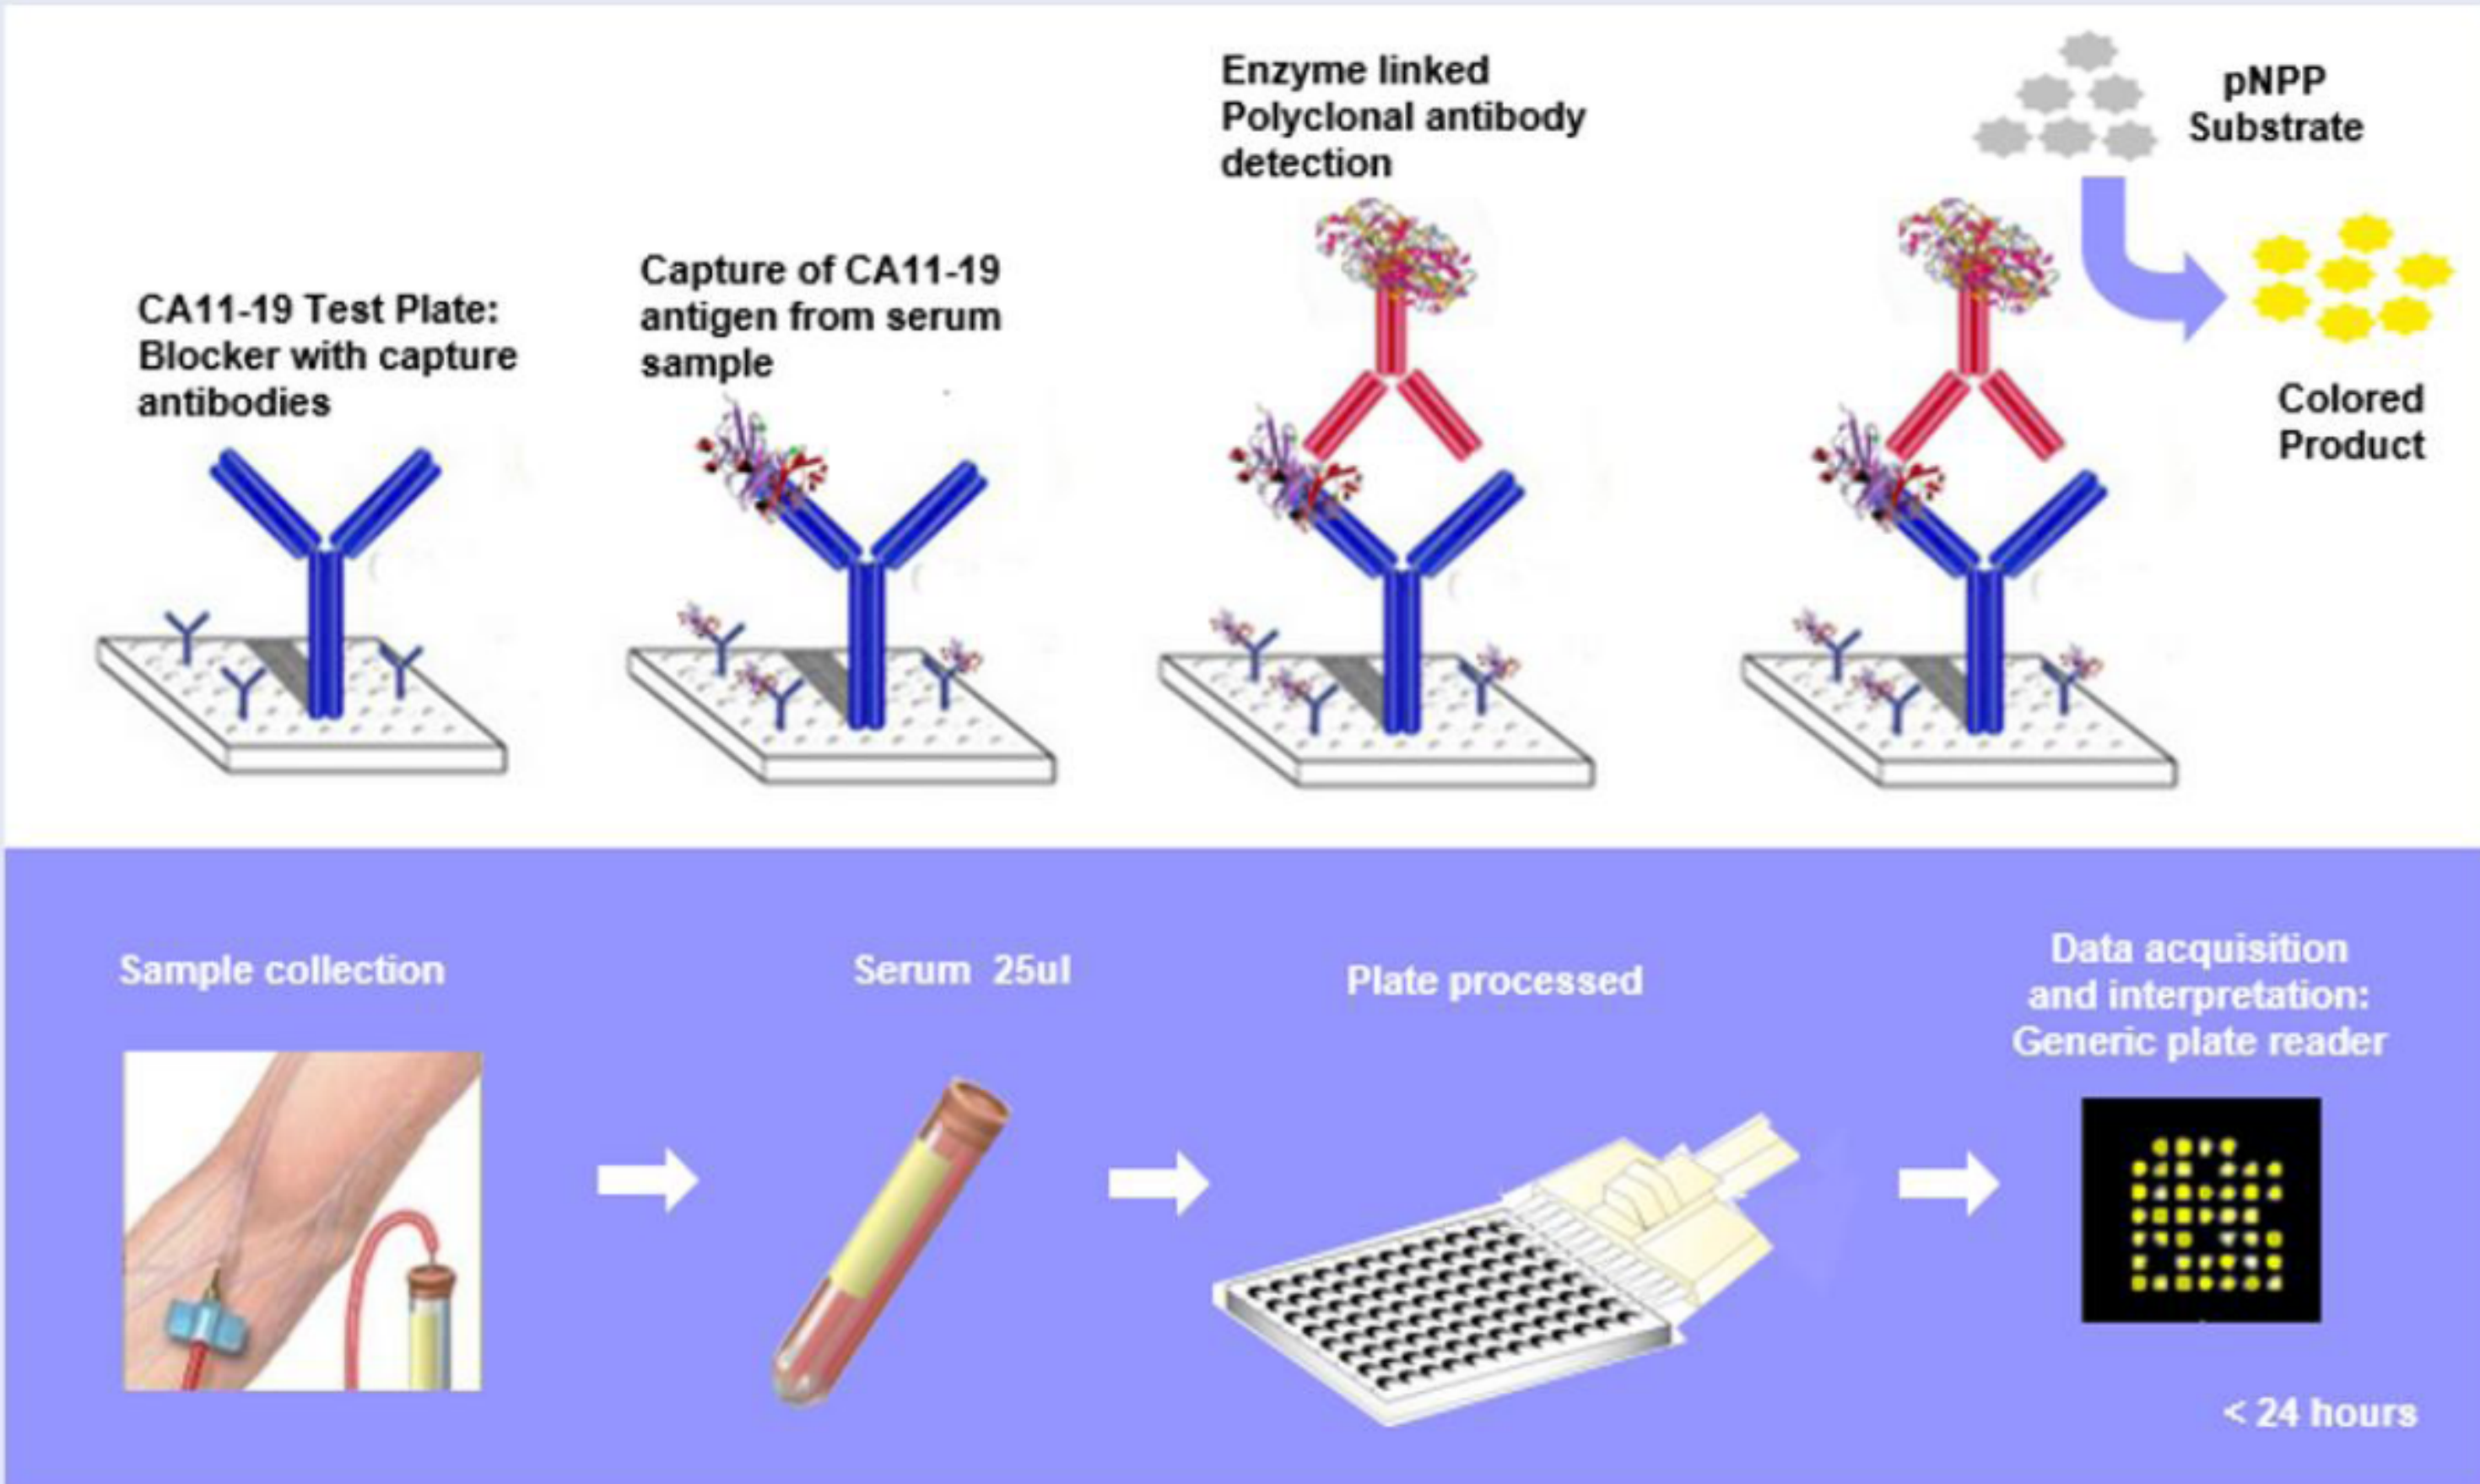 CA11-19 Test Plate:
Blocker with capture
antibodies
Capture of CA11-19
antigen from serum
sample
Enzyme linked
Polyclonal antibody
detection
pNPP
Substrate
Colored
Product
Sample collection
Serum 25ul
Plate processed
Data acquisition
and interpretation:
Generic plate reader
< 24 hours